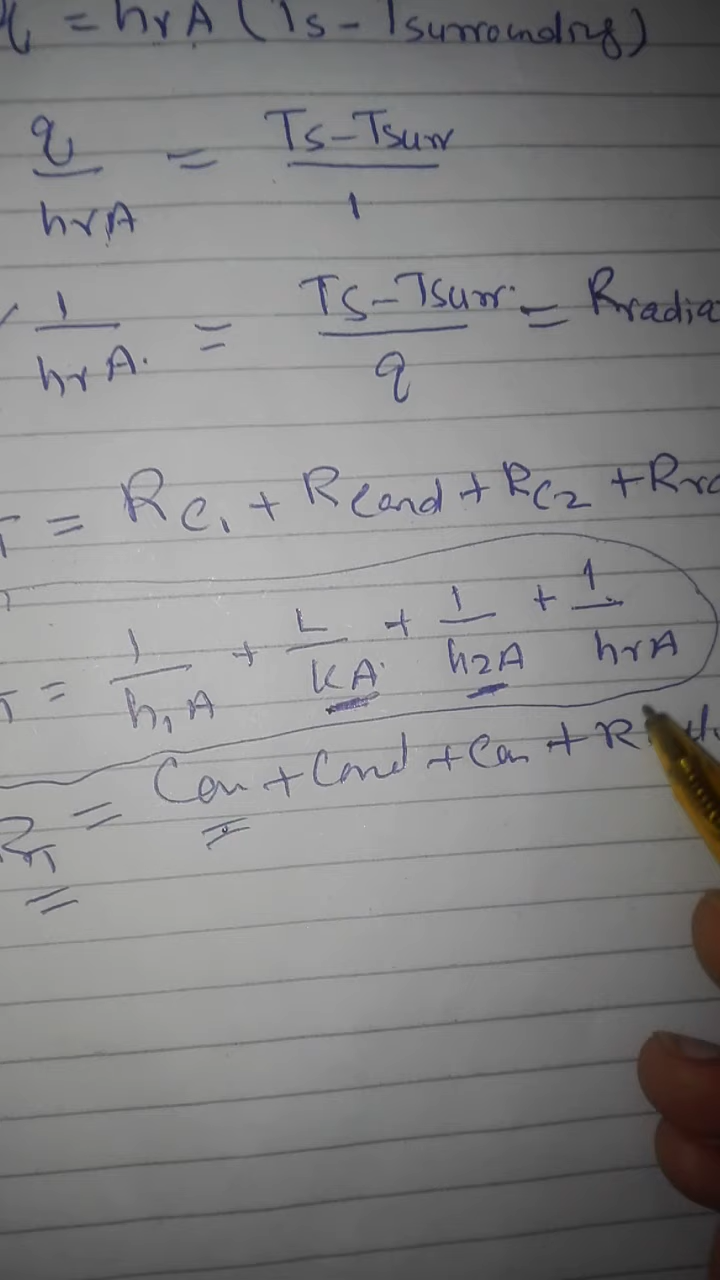 q = hrA (Ts - Tsurrounding)
q/hrA = Ts-Tsurr/1
1/hrA. = Ts-Tsurr./q = Rradia
T = RC1 + Rcond + RC2 + Rra
T = 1/h1A + L/KA + 1/h2A + 1/hrA
RT = Con + Cond + Con + R